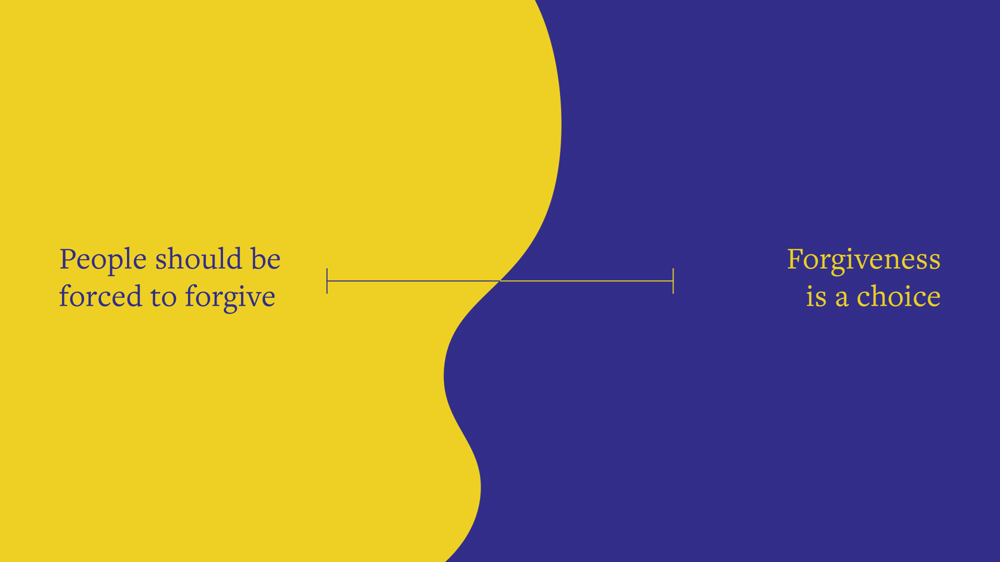 People should be
forced to forgive
Forgiveness
is a choice